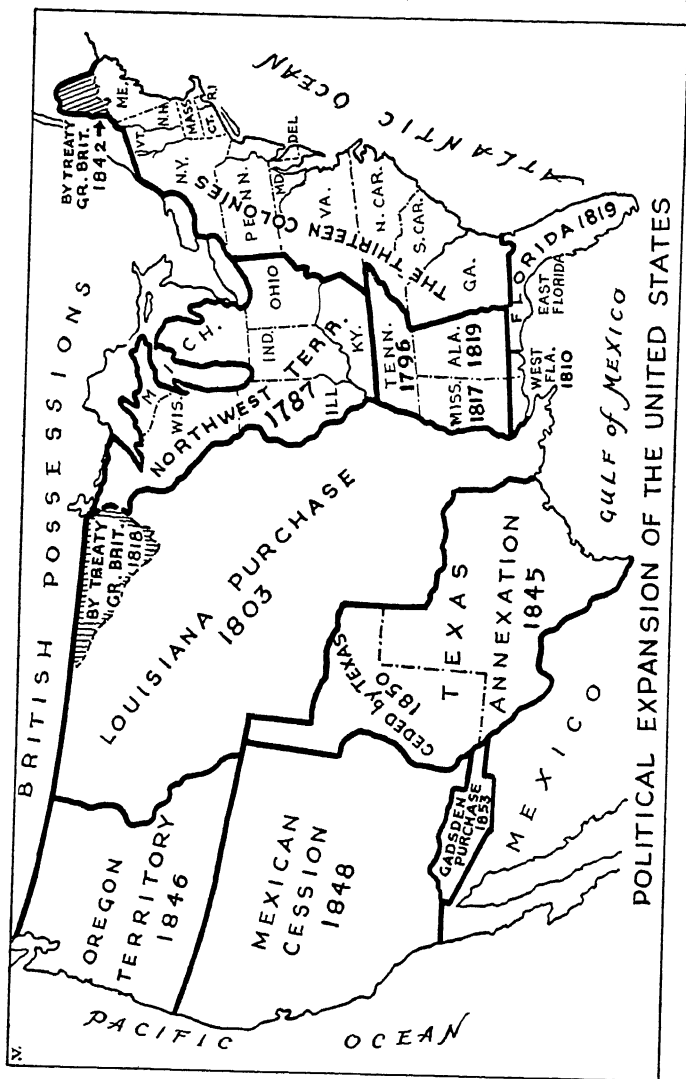 BRITISH POSSESSIONS
BY TREATY
GR. BRIT.
1842
ME.
VT.
N.H.
MASS
CT.
R.I
N.Y.
PENN.
MD.
DEL
VA.
N. CAR.
S. CAR.
GA.
THE THIRTEEN COLONIES
ATLANTIC OCEAN
OREGON
TERRITORY
1846
LOUISIANA PURCHASE
1803
BY TREATY
GR. BRIT.
1818
MICH.
WIS.
NORTHWEST TERR.
1787
ILL
IND.
OHIO
KY.
TENN.
1796
MISS.
1817
ALA.
1819
FLORIDA 1819
EAST
FLORIDA
WEST
FLA.
1810
MEXICAN
CESSION
1848
CEDED by TEXAS
1850
TEXAS
ANNEXATION
1845
GADSDEN
PURCHASE
1853
PACIFIC OCEAN
MEXICO
GULF of MEXICO
V.
POLITICAL EXPANSION OF THE UNITED STATES